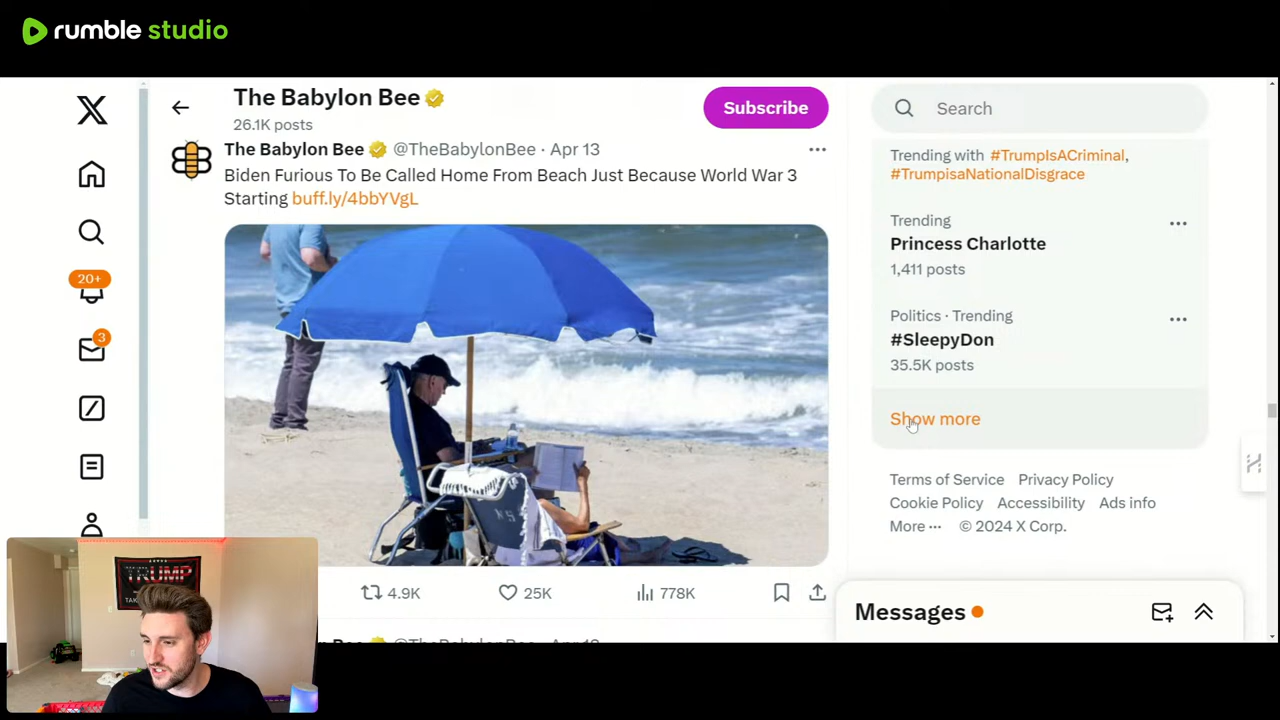 rumble studio
The Babylon Bee
26.1K posts
Subscribe
The Babylon Bee @TheBabylonBee · Apr 13
Biden Furious To Be Called Home From Beach Just Because World War 3
Starting buff.ly/4bbYVgL
4.9K 25K 778K
@TheBabylonBee
20+
3
Search
Trending with #TrumpIsACriminal,
#TrumpisaNationalDisgrace
Trending
Princess Charlotte
1,411 posts
Politics · Trending
#SleepyDon
35.5K posts
Show more
Terms of Service Privacy Policy
Cookie Policy Accessibility Ads info
More ··· © 2024 X Corp.
Messages
TRUMP